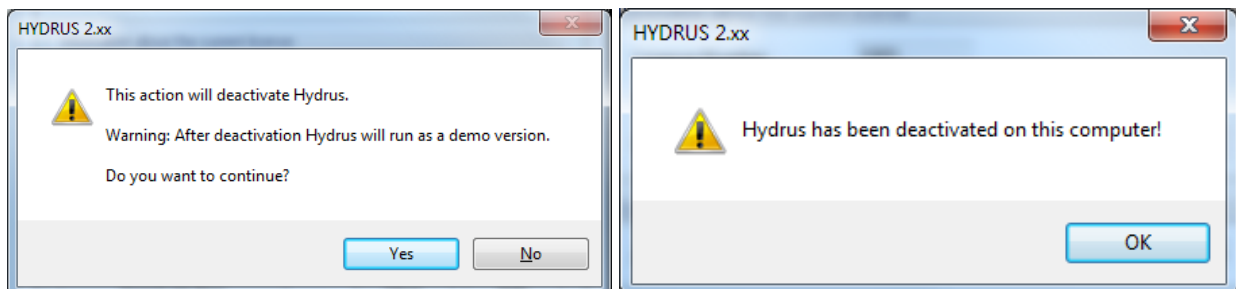 HYDRUS 2.xx
This action will deactivate Hydrus.
Warning: After deactivation Hydrus will run as a demo version.
Do you want to continue?
Yes
No
HYDRUS 2.xx
Hydrus has been deactivated on this computer!
OK